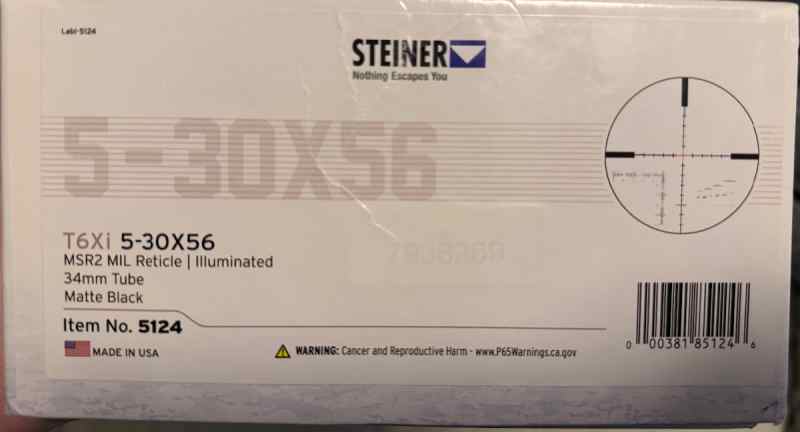 Labl-5124
STEINER
Nothing Escapes You
5-30X56
T6Xi 5-30X56
MSR2 MIL Reticle | Illuminated
34mm Tube
Matte Black
Item No. 5124
MADE IN USA
WARNING: Cancer and Reproductive Harm - www.P65Warnings.ca.gov
0 00381 85124 6